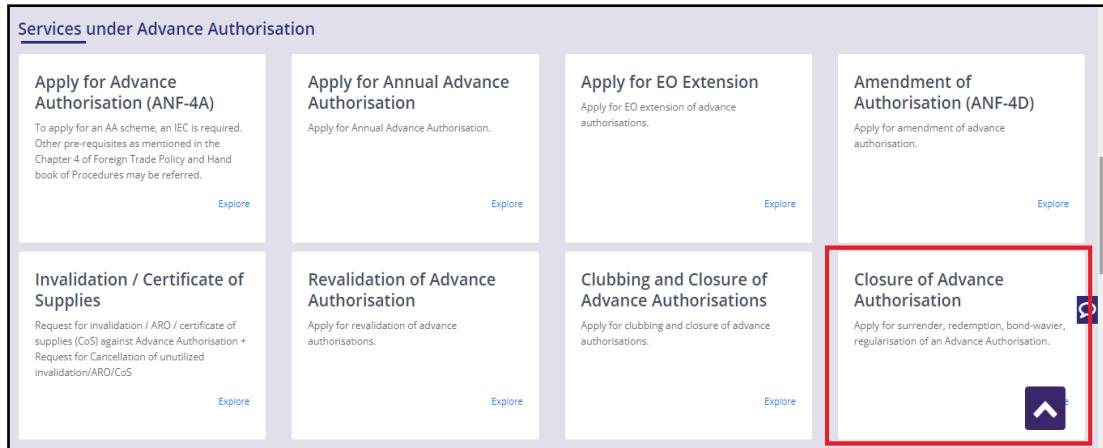 Services under Advance Authorisation
Apply for Advance
Authorisation (ANF-4A)
To apply for an AA scheme, an IEC is required.
Other pre-requisites as mentioned in the
Chapter 4 of Foreign Trade Policy and Hand
book of Procedures may be referred.
Explore
Apply for Annual Advance
Authorisation
Apply for Annual Advance Authorisation.
Explore
Apply for EO Extension
Apply for EO extension of advance
authorisations.
Explore
Amendment of
Authorisation (ANF-4D)
Apply for amendment of advance
authorisation.
Explore
Invalidation / Certificate of
Supplies
Request for invalidation / ARO / certificate of
supplies (CoS) against Advance Authorisation +
Request for Cancellation of unutilized
invalidation/ARO/CoS
Explore
Revalidation of Advance
Authorisation
Apply for revalidation of advance
authorisations.
Explore
Clubbing and Closure of
Advance Authorisations
Apply for clubbing and closure of advance
authorisations.
Explore
Closure of Advance
Authorisation
Apply for surrender, redemption, bond-wavier,
regularisation of an Advance Authorisation.